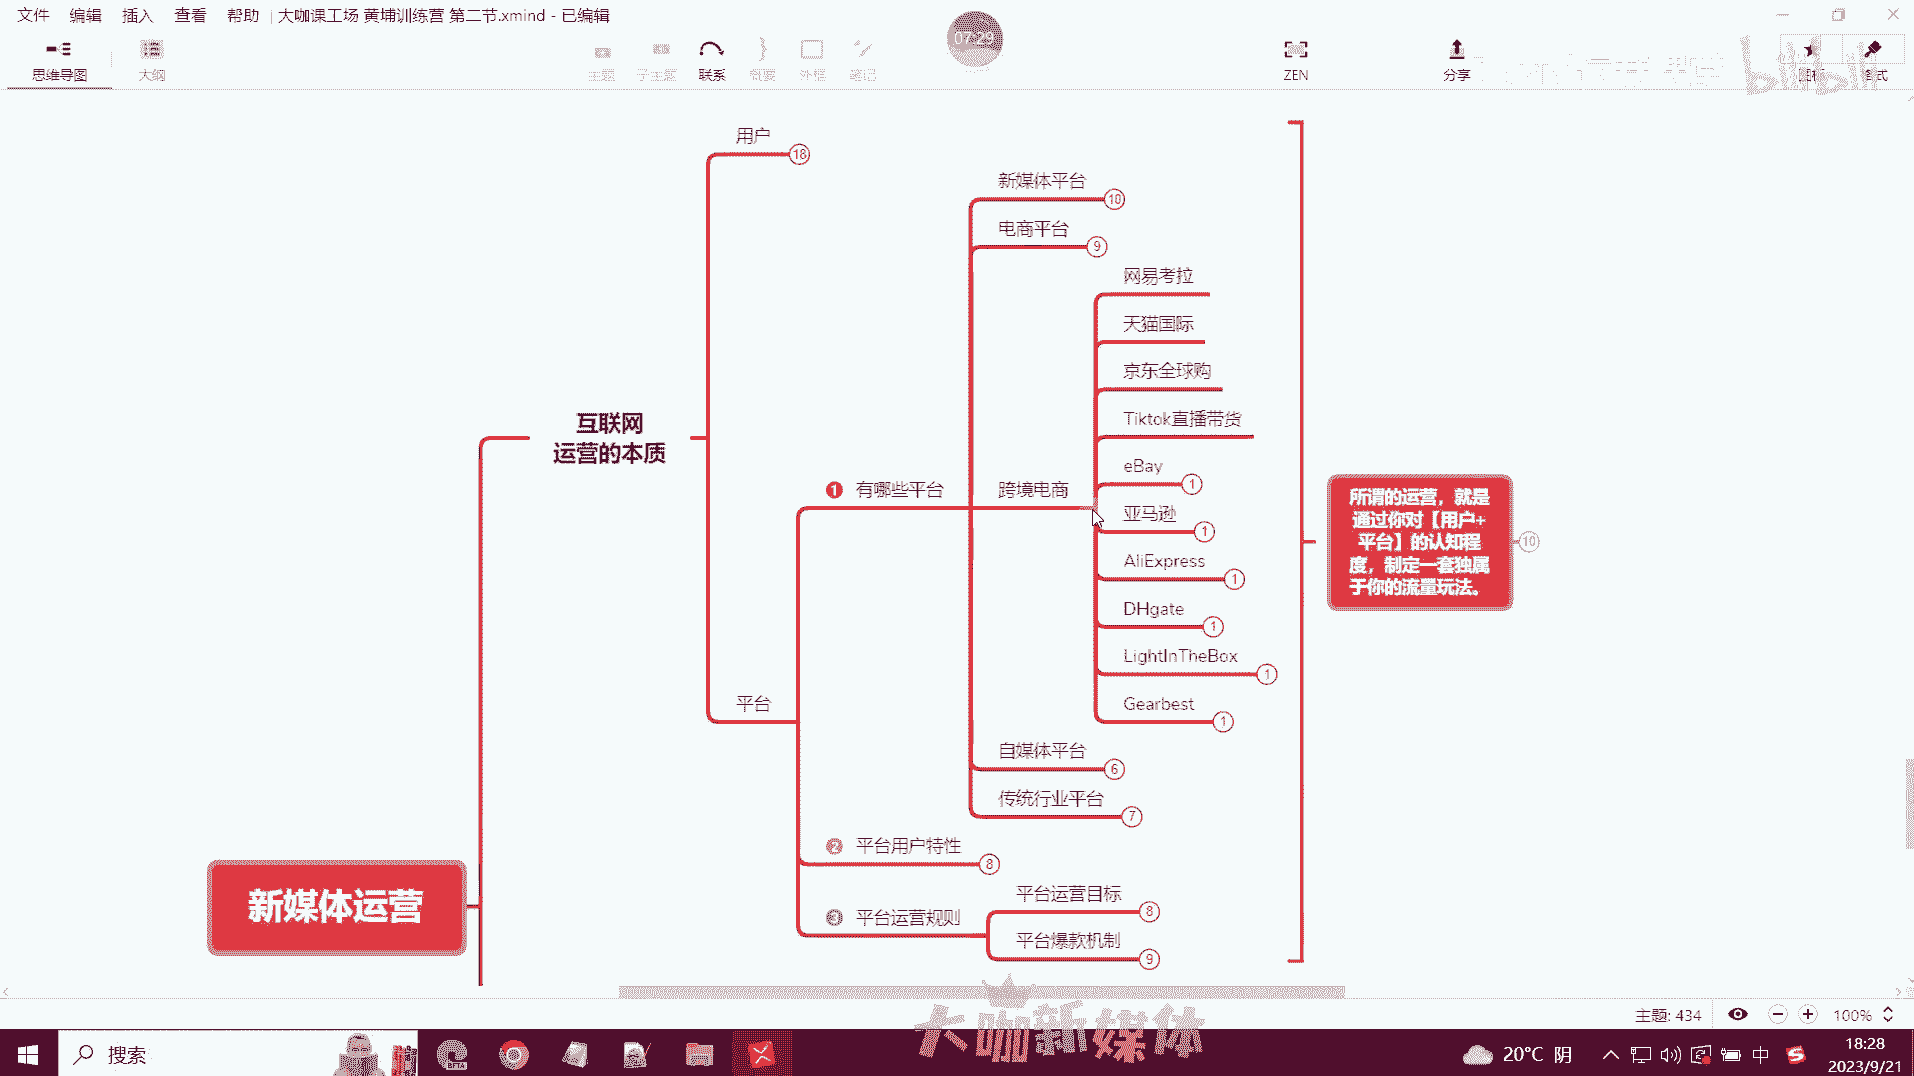 文件 编辑 插入 查看 帮助 大咖课工场 黄埔训练营 第二节.xmind - 已编辑
思维导图 大纲 主题 子主题 联系 概要 外框 笔记 ZEN 分享 图标 格式
07:29
bilibili
用户 18
新媒体平台 10
电商平台 9
网易考拉
天猫国际
京东全球购
Tiktok直播带货
互联网
运营的本质
eBay 1
1 有哪些平台
跨境电商
亚马逊 1
AliExpress 1
DHgate 1
LightInTheBox 1
Gearbest 1
所谓的运营，就是
通过你对【用户+
平台】的认知程
度，制定一套独属
于你的流量玩法。
10
平台
自媒体平台 6
传统行业平台 7
2 平台用户特性 8
平台运营目标 8
3 平台运营规则
平台爆款机制 9
新媒体运营
主题: 434 100%
大咖新媒体
搜索
BETA
20°C 阴
中
18:28
2023/9/21